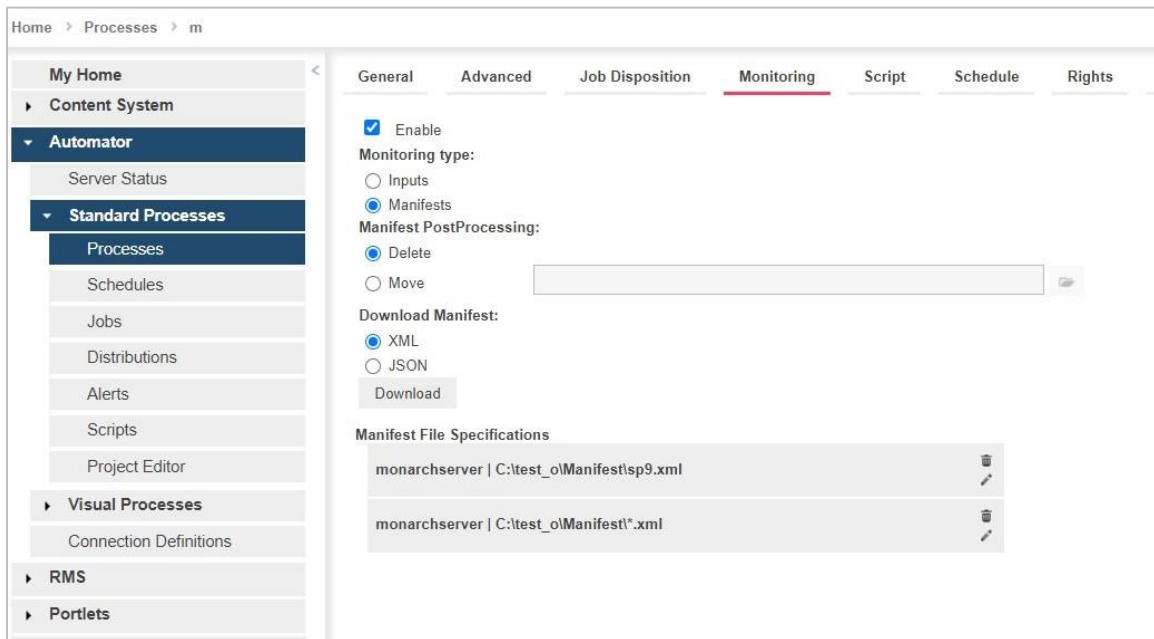 Home > Processes > m
My Home
Content System
Automator
Server Status
Standard Processes
Processes
Schedules
Jobs
Distributions
Alerts
Scripts
Project Editor
Visual Processes
Connection Definitions
RMS
Portlets
General Advanced Job Disposition Monitoring Script Schedule Rights
Enable
Monitoring type:
Inputs
Manifests
Manifest PostProcessing:
Delete
Move
Download Manifest:
XML
JSON
Download
Manifest File Specifications
monarchserver | C:\test_o\Manifest\sp9.xml
monarchserver | C:\test_o\Manifest\*.xml